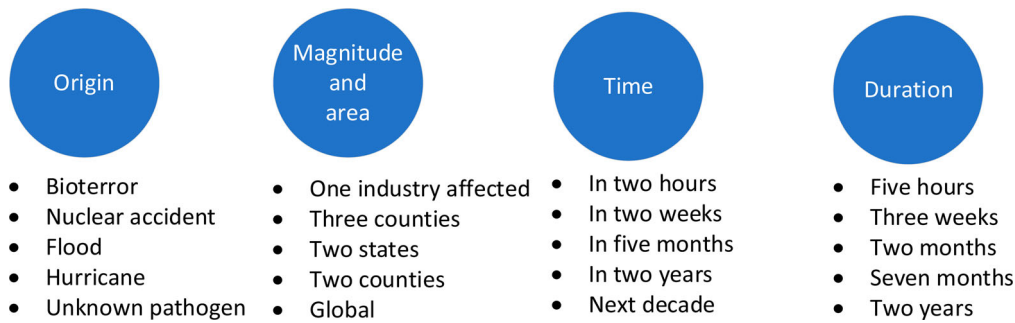 Origin
Magnitude
and
area
Time
Duration
• Bioterror
• Nuclear accident
• Flood
• Hurricane
• Unknown pathogen
• One industry affected
• Three counties
• Two states
• Two counties
• Global
• In two hours
• In two weeks
• In five months
• In two years
• Next decade
• Five hours
• Three weeks
• Two months
• Seven months
• Two years